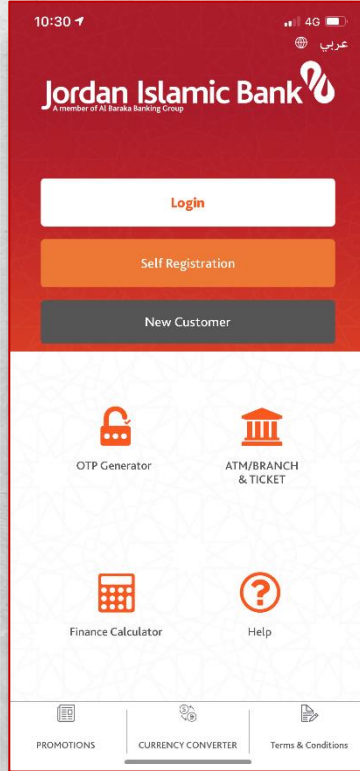 10:30
4G
عربي
Jordan Islamic Bank
A member of Al Baraka Banking Group
Login
Self Registration
New Customer
OTP Generator
ATM/BRANCH
& TICKET
Finance Calculator
Help
PROMOTIONS
CURRENCY CONVERTER
Terms & Conditions